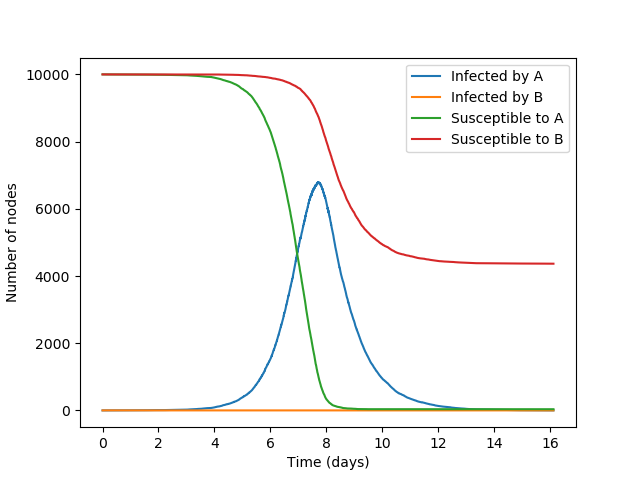 Number of nodes
10000
8000
6000
4000
2000
0
Infected by A
Infected by B
Susceptible to A
Susceptible to B
0 2 4 6 8 10 12 14 16
Time (days)